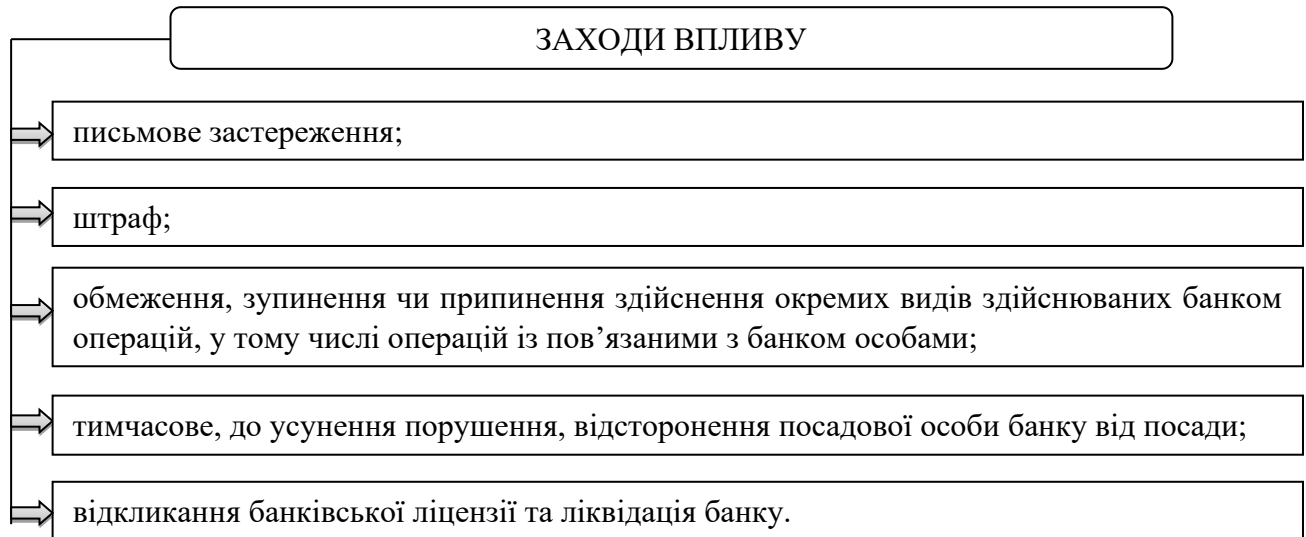 ЗАХОДИ ВПЛИВУ
письмове застереження;
штраф;
обмеження, зупинення чи припинення здійснення окремих видів здійснюваних банком
операцій, у тому числі операцій із пов’язаними з банком особами;
тимчасове, до усунення порушення, відсторонення посадової особи банку від посади;
відкликання банківської ліцензії та ліквідація банку.